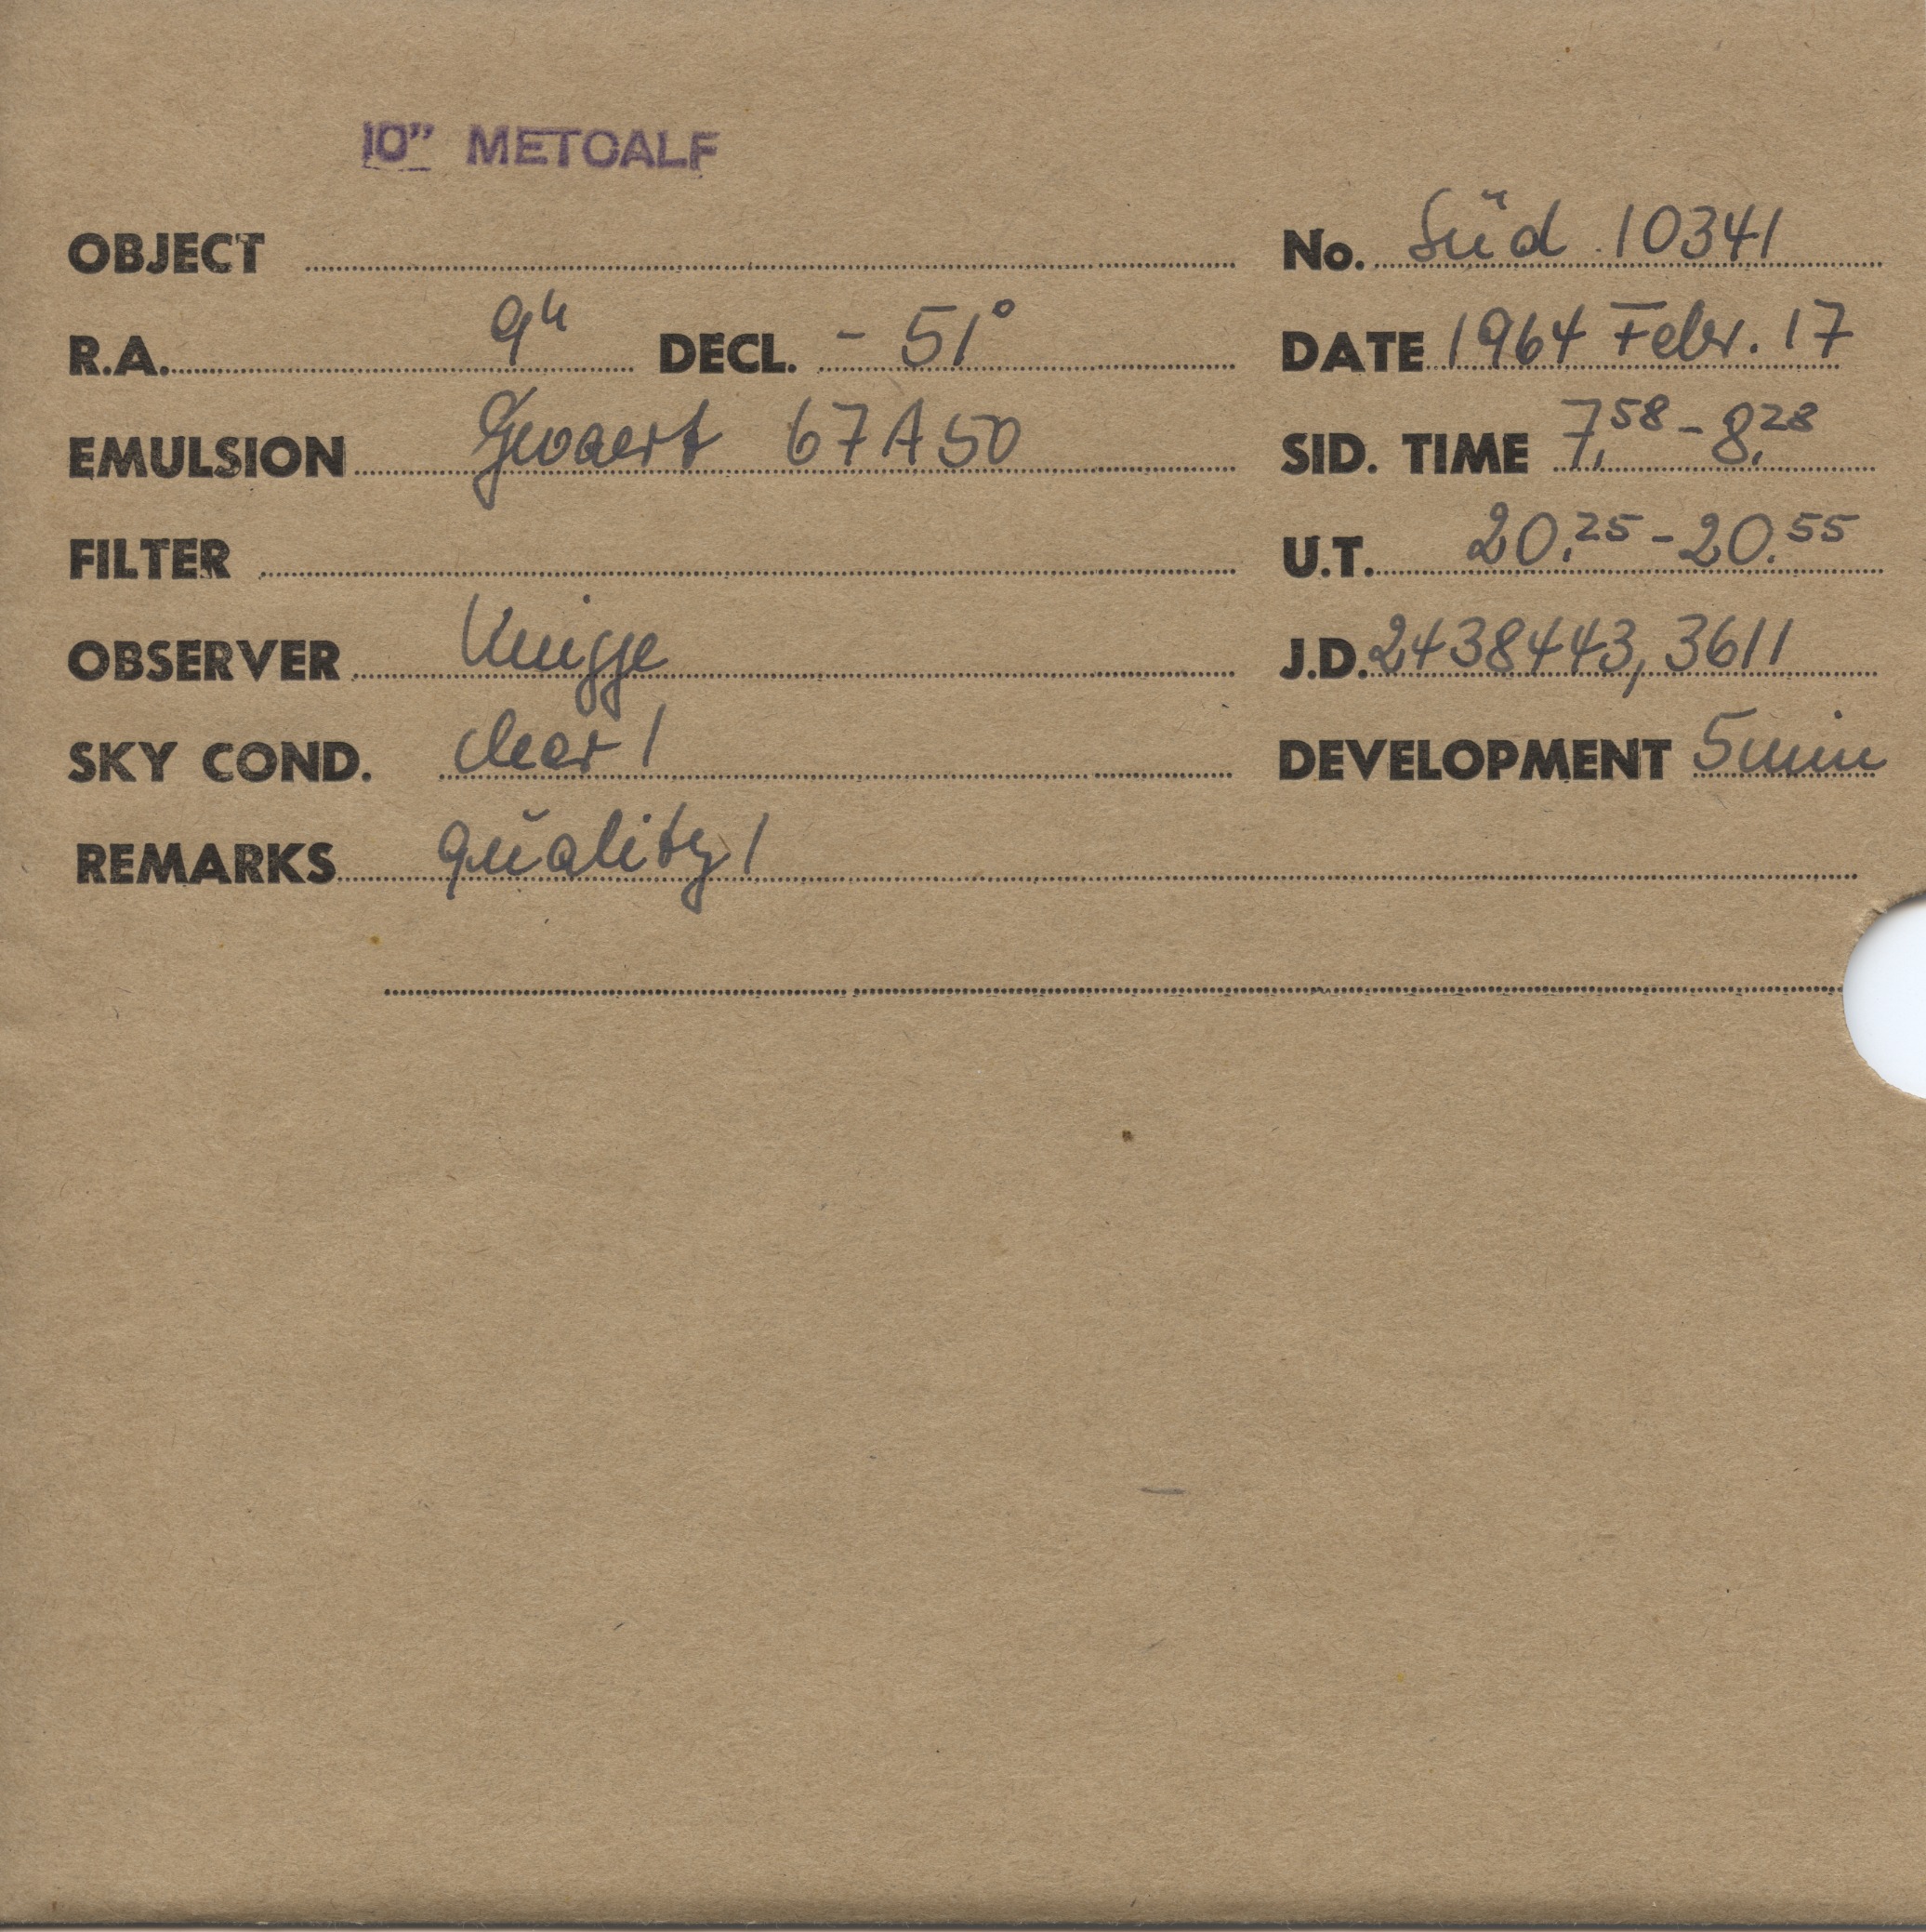 10" METCALF
OBJECT No. Süd 10341
R.A. 9h DECL. - 51° DATE 1964 Febr. 17
EMULSION Gevaert 67A50 SID. TIME 7,58 - 8,28
FILTER U.T. 20,25 - 20.55
OBSERVER Knigge J.D. 2438443,3611
SKY COND. clear 1 DEVELOPMENT 5min
REMARKS quality 1